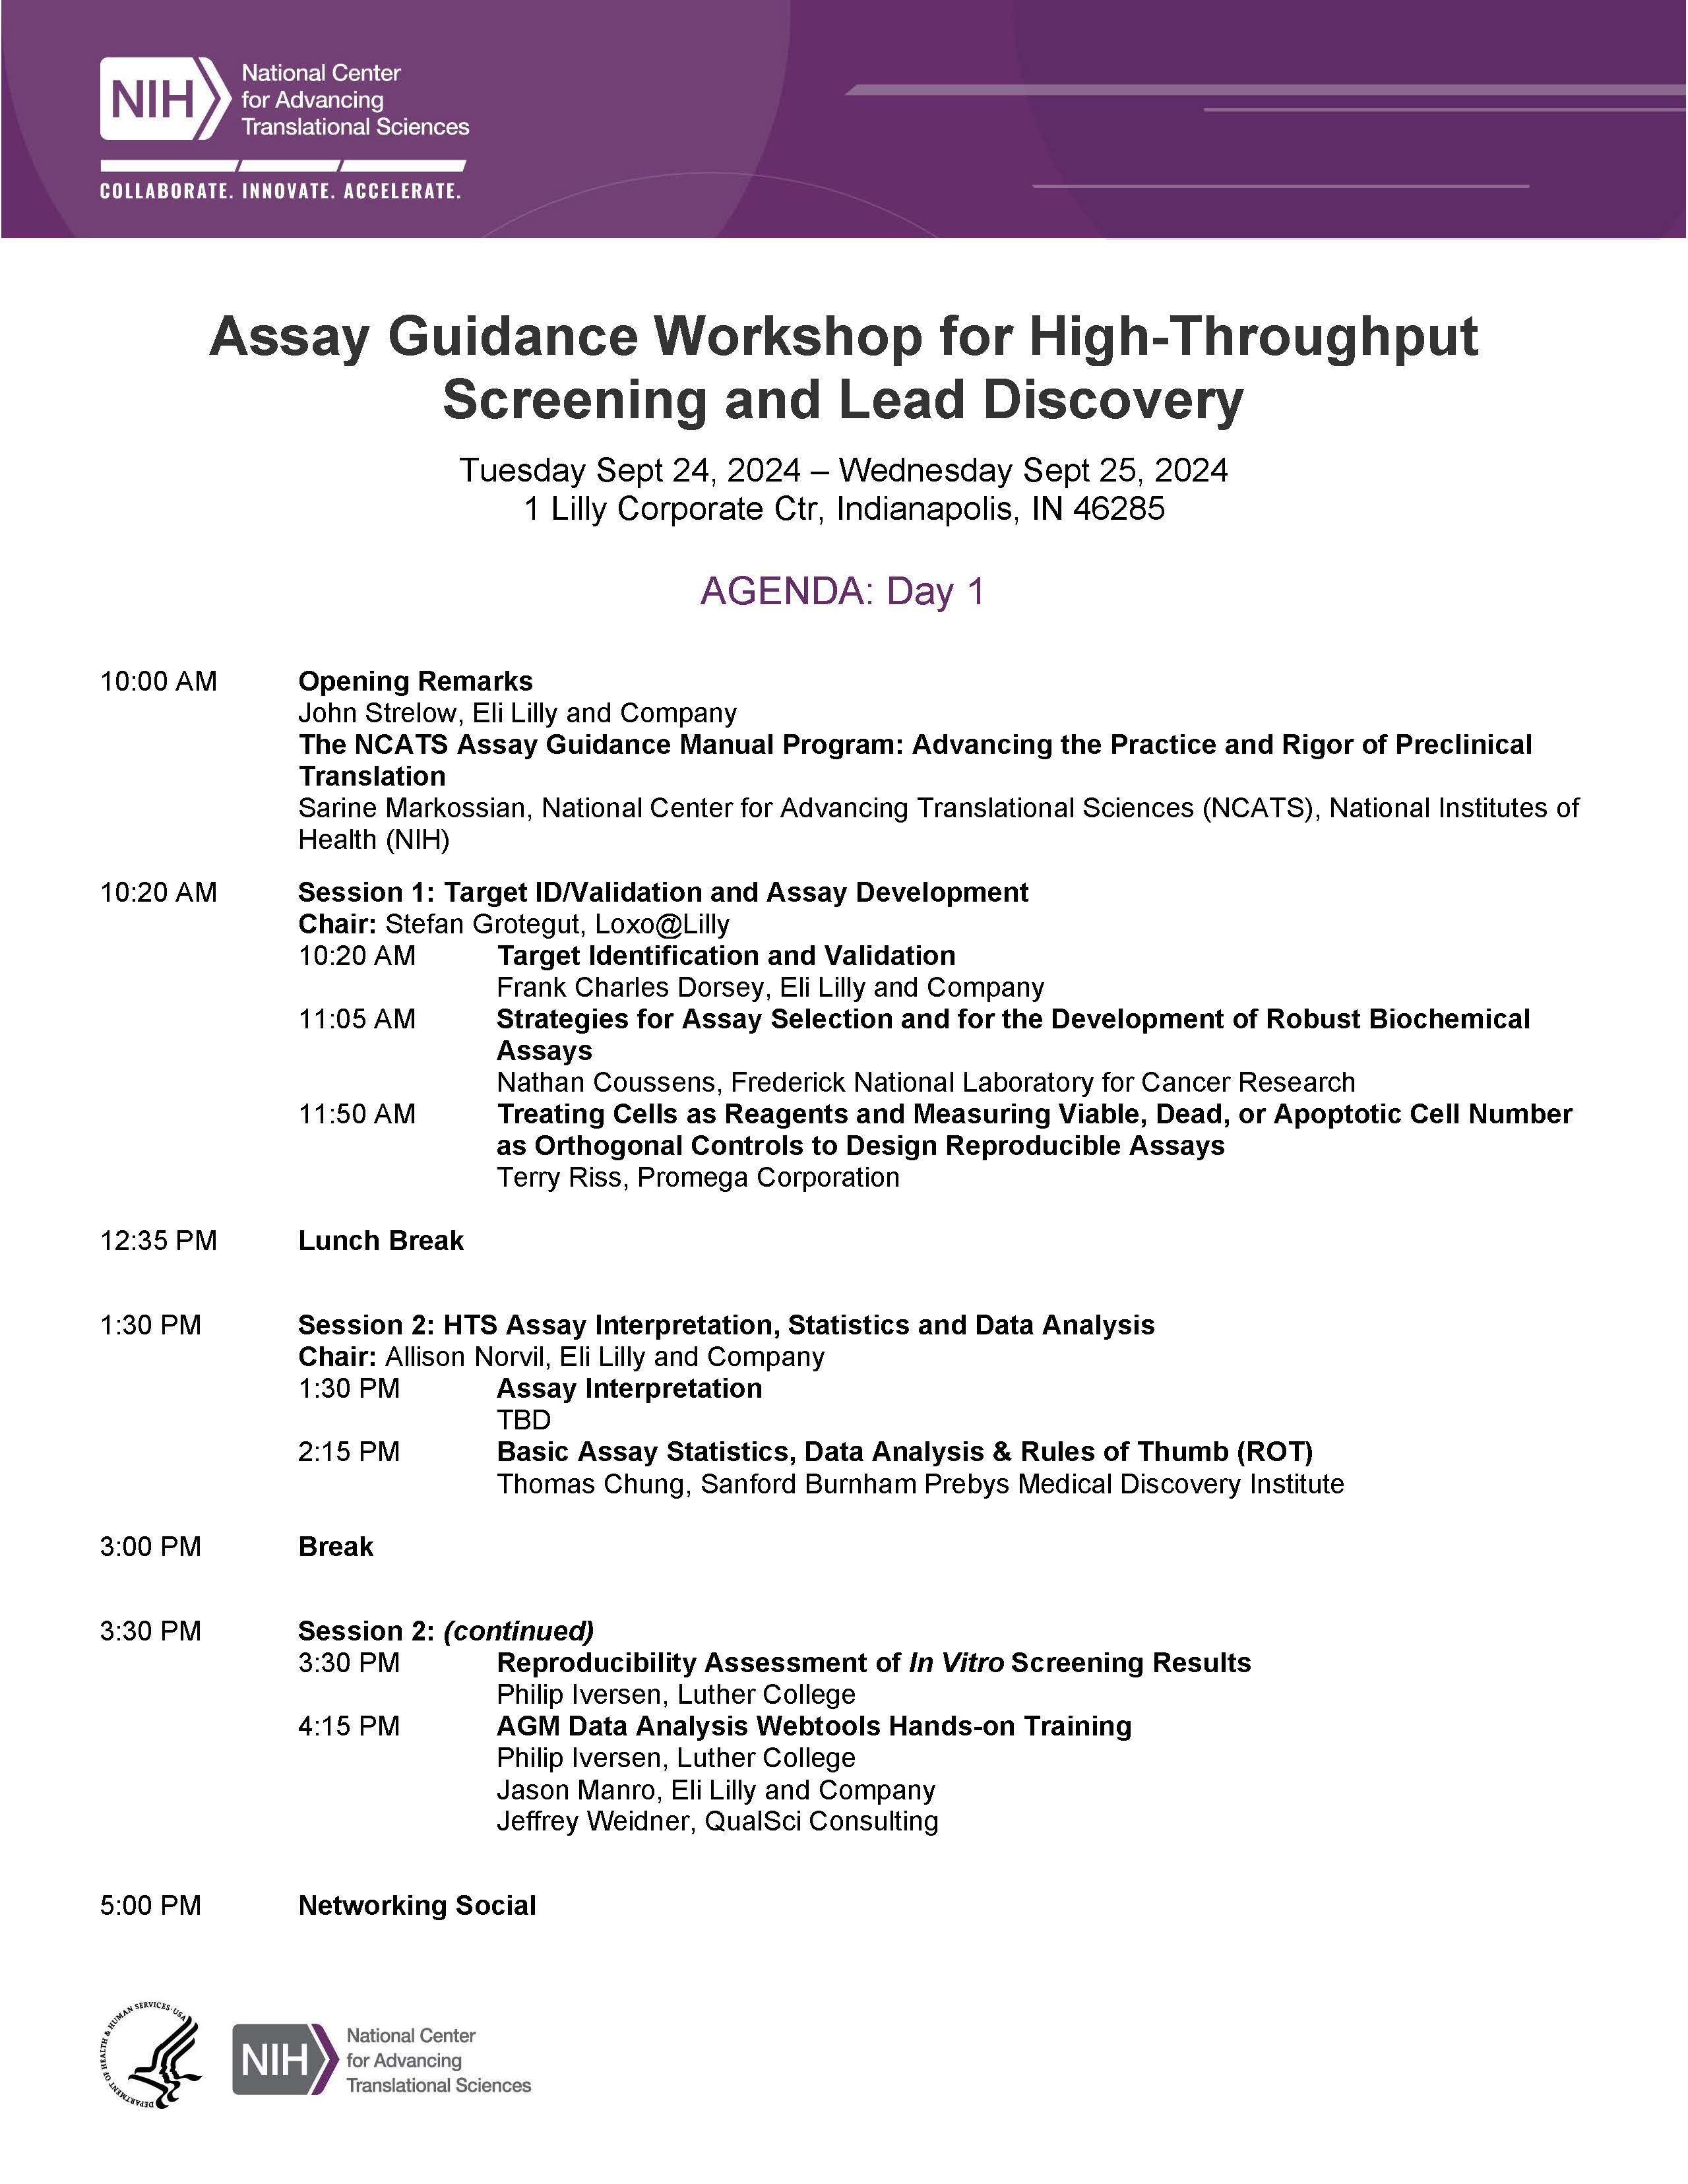 NIH
National Center
for Advancing
Translational Sciences
COLLABORATE. INNOVATE. ACCELERATE.
Assay Guidance Workshop for High-Throughput
Screening and Lead Discovery
Tuesday Sept 24, 2024 – Wednesday Sept 25, 2024
1 Lilly Corporate Ctr, Indianapolis, IN 46285
AGENDA: Day 1
10:00 AM Opening Remarks
John Strelow, Eli Lilly and Company
The NCATS Assay Guidance Manual Program: Advancing the Practice and Rigor of Preclinical
Translation
Sarine Markossian, National Center for Advancing Translational Sciences (NCATS), National Institutes of
Health (NIH)
10:20 AM Session 1: Target ID/Validation and Assay Development
Chair: Stefan Grotegut, Loxo@Lilly
10:20 AM Target Identification and Validation
Frank Charles Dorsey, Eli Lilly and Company
11:05 AM Strategies for Assay Selection and for the Development of Robust Biochemical
Assays
Nathan Coussens, Frederick National Laboratory for Cancer Research
11:50 AM Treating Cells as Reagents and Measuring Viable, Dead, or Apoptotic Cell Number
as Orthogonal Controls to Design Reproducible Assays
Terry Riss, Promega Corporation
12:35 PM Lunch Break
1:30 PM Session 2: HTS Assay Interpretation, Statistics and Data Analysis
Chair: Allison Norvil, Eli Lilly and Company
1:30 PM Assay Interpretation
TBD
2:15 PM Basic Assay Statistics, Data Analysis & Rules of Thumb (ROT)
Thomas Chung, Sanford Burnham Prebys Medical Discovery Institute
3:00 PM Break
3:30 PM Session 2: (continued)
3:30 PM Reproducibility Assessment of In Vitro Screening Results
Philip Iversen, Luther College
4:15 PM AGM Data Analysis Webtools Hands-on Training
Philip Iversen, Luther College
Jason Manro, Eli Lilly and Company
Jeffrey Weidner, QualSci Consulting
5:00 PM Networking Social
DEPARTMENT OF HEALTH & HUMAN SERVICES·USA
NIH
National Center
for Advancing
Translational Sciences